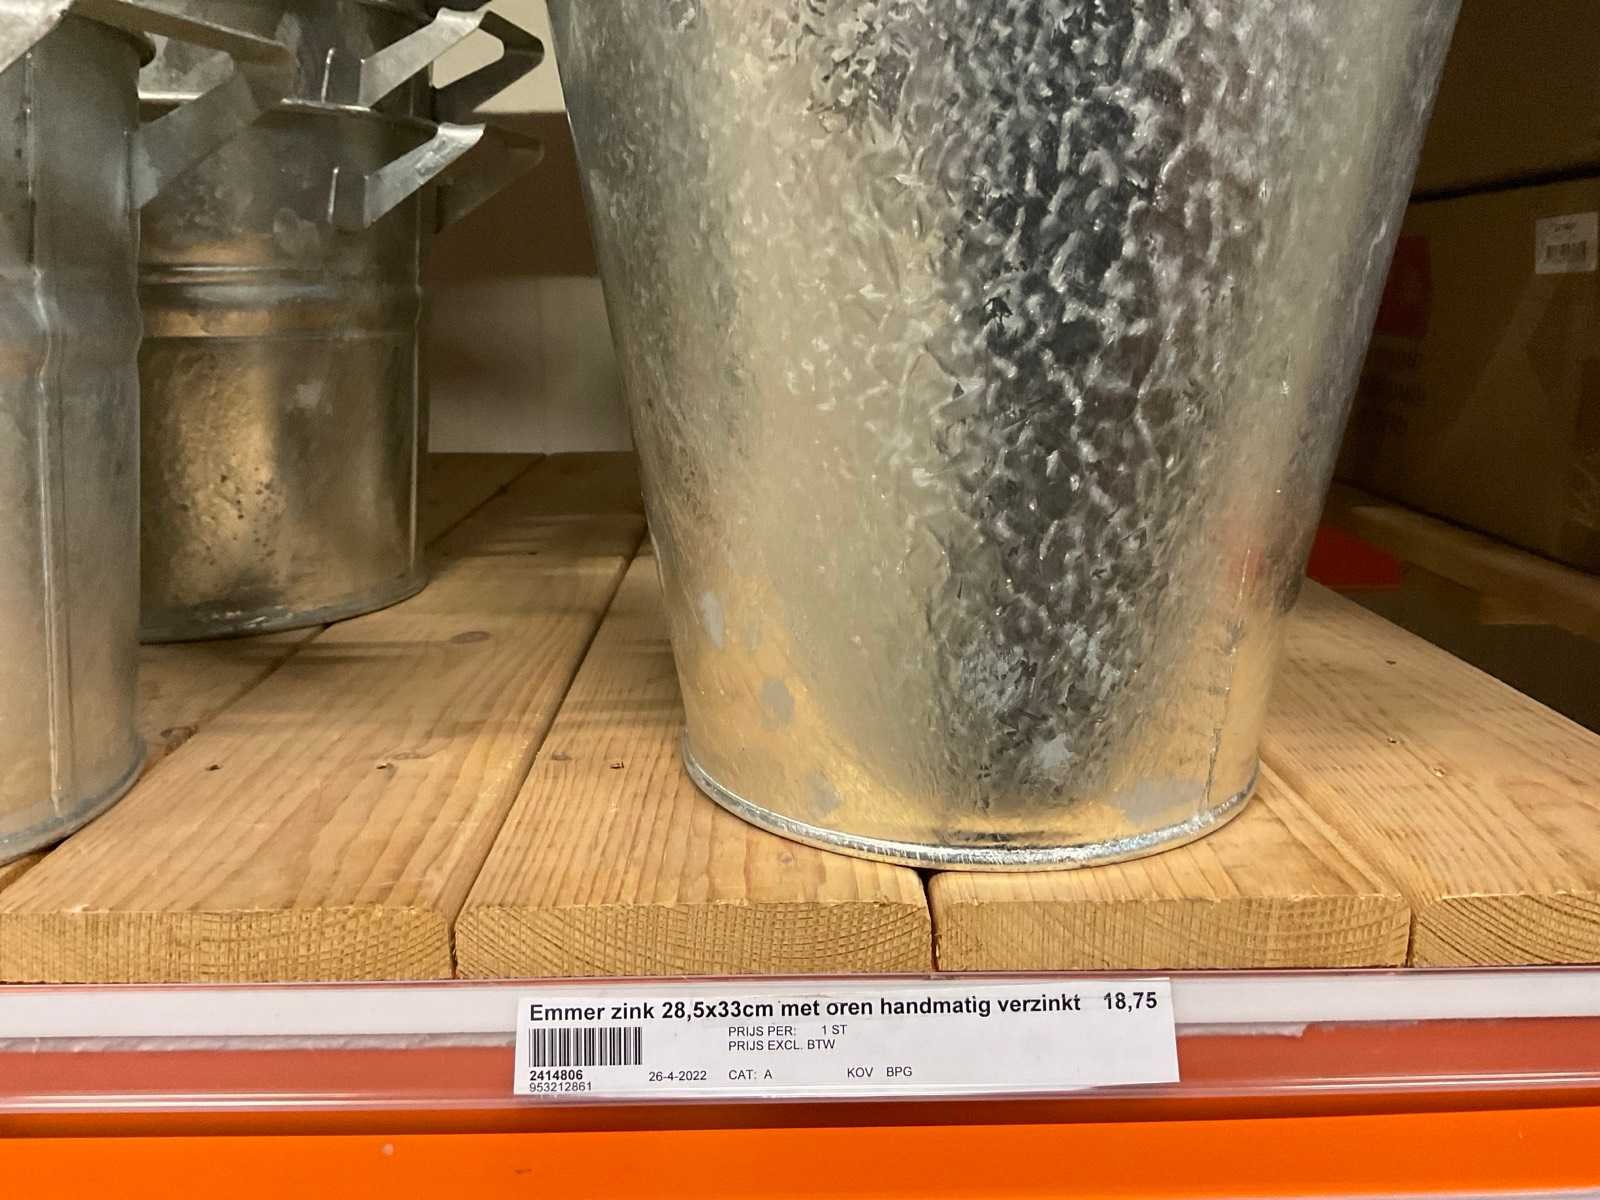 Emmer zink 28,5x33cm met oren handmatig verzinkt 18,75
PRIJS PER: 1 ST
PRIJS EXCL. BTW
2414806 26-4-2022 CAT: A KOV BPG
953212861